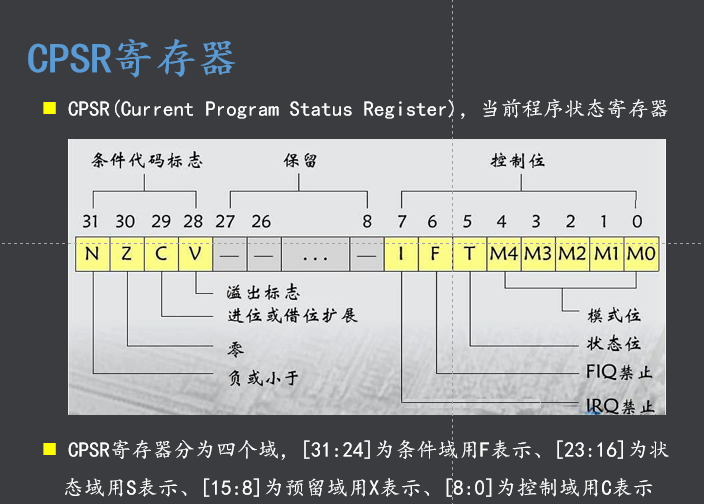 CPSR寄存器
CPSR(Current Program Status Register)，当前程序状态寄存器
条件代码标志 保留 控制位
31 30 29 28 27 26 8 7 6 5 4 3 2 1 0
N Z C V — — ... — I F T M4 M3 M2 M1 M0
溢出标志
进位或借位扩展 模式位
零 状态位
负或小于 FIQ禁止
IRQ禁止
CPSR寄存器分为四个域，[31:24]为条件域用F表示、[23:16]为状
态域用S表示、[15:8]为预留域用X表示、[8:0]为控制域用C表示